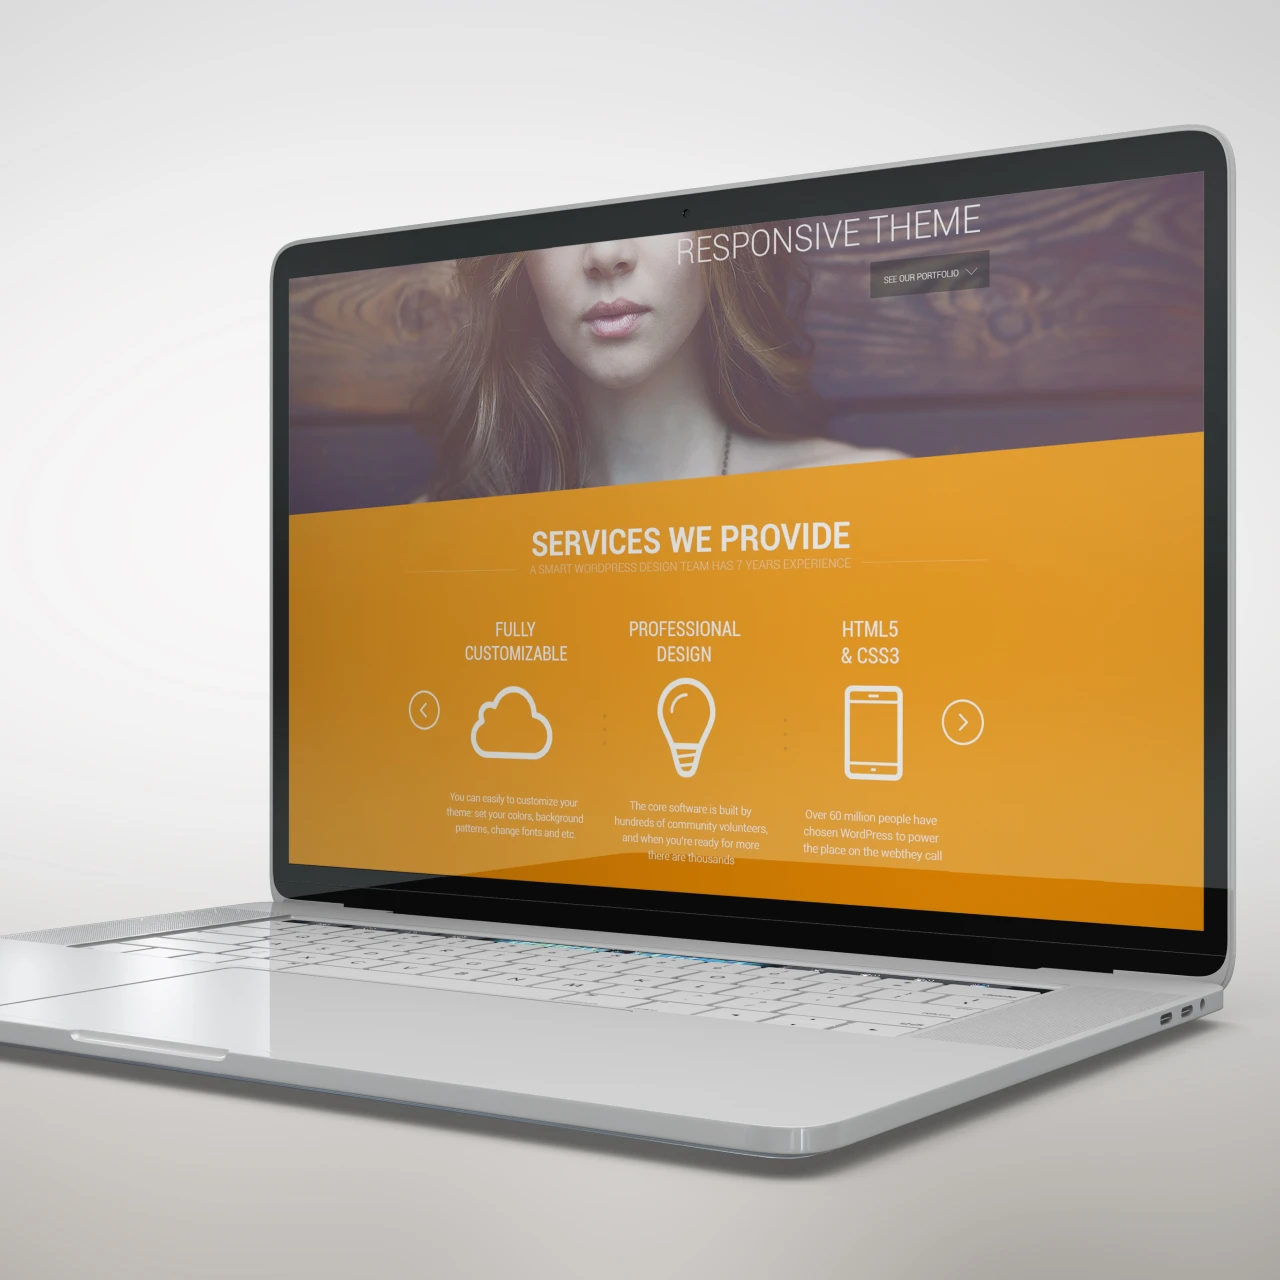 RESPONSIVE THEME
SEE OUR PORTFOLIO
SERVICES WE PROVIDE
A SMART WORDPRESS DESIGN TEAM HAS 7 YEARS EXPERIENCE
FULLY
CUSTOMIZABLE
You can easily to customize your
theme: set your colors, background
patterns, change fonts and etc.
PROFESSIONAL
DESIGN
The core software is built by
hundreds of community volunteers,
and when you're ready for more
there are thousands
HTML5
& CSS3
Over 60 million people have
chosen WordPress to power
the place on the webthey call